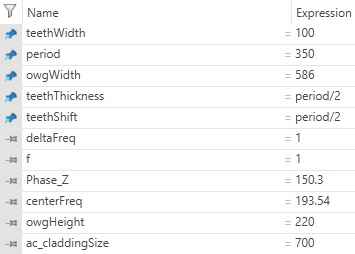 Name Expression
teethWidth = 100
period = 350
owgWidth = 586
teethThickness = period/2
teethShift = period/2
deltaFreq = 1
f = 1
Phase_Z = 150.3
centerFreq = 193.54
owgHeight = 220
ac_claddingSize = 700